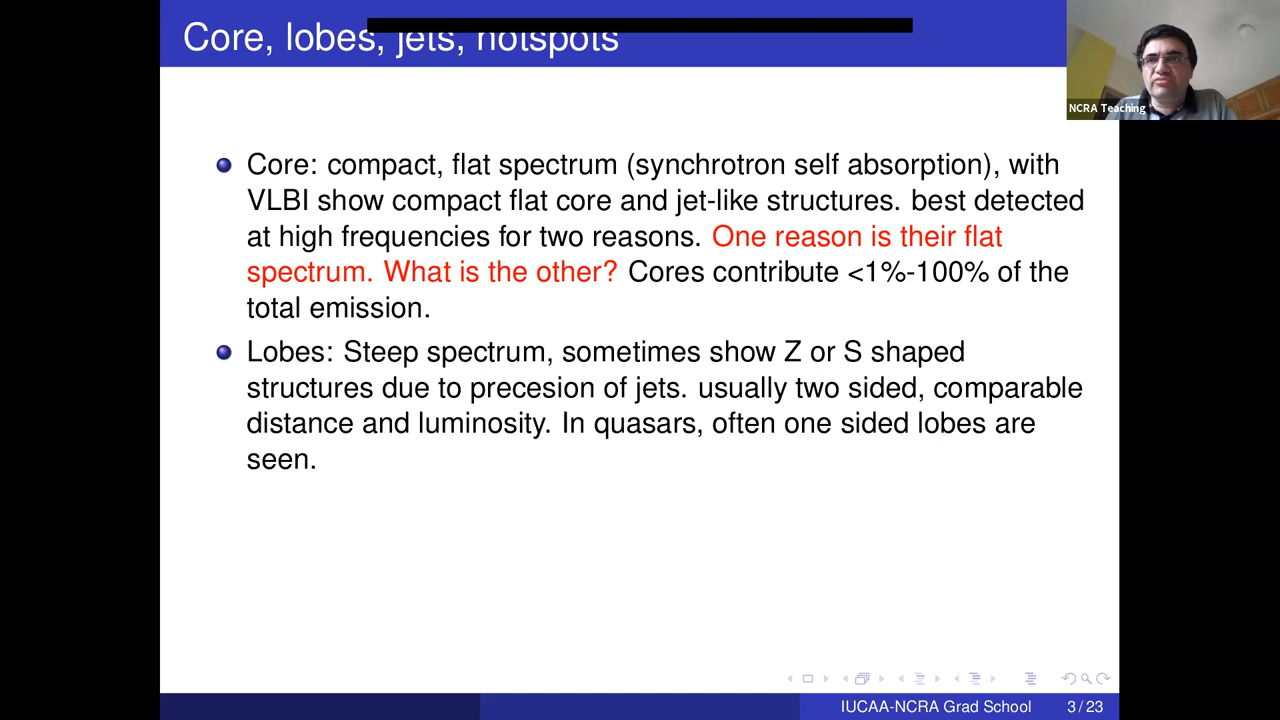 Core, lobes, jets, hotspots
NCRA Teaching
Core: compact, flat spectrum (synchrotron self absorption), with
VLBI show compact flat core and jet-like structures. best detected
at high frequencies for two reasons. One reason is their flat
spectrum. What is the other? Cores contribute <1%-100% of the
total emission.
Lobes: Steep spectrum, sometimes show Z or S shaped
structures due to precesion of jets. usually two sided, comparable
distance and luminosity. In quasars, often one sided lobes are
seen.
IUCAA-NCRA Grad School 3 / 23